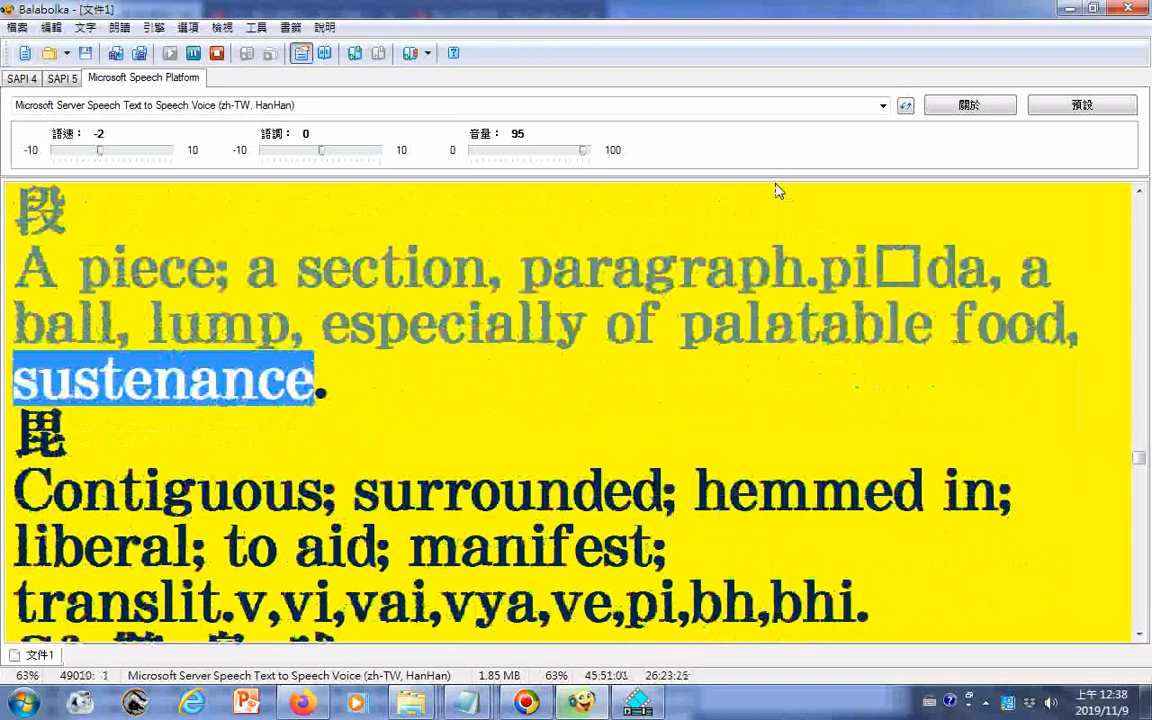 Balabolka - [文件1]
檔案 編輯 文字 朗讀 引擎 選項 檢視 工具 書籤 說明
SAPI 4 SAPI 5 Microsoft Speech Platform
Microsoft Server Speech Text to Speech Voice (zh-TW, HanHan) 關於 預設
語速： -2 語調： 0 音量： 95
-10 10 -10 10 0 100
段
A piece; a section, paragraph.pi□da, a
ball, lump, especially of palatable food,
sustenance.
毘
Contiguous; surrounded; hemmed in;
liberal; to aid; manifest;
translit.v,vi,vai,vya,ve,pi,bh,bhi.
文件1
63% 49010: 1 Microsoft Server Speech Text to Speech Voice (zh-TW, HanHan) 1.85 MB 63% 45:51:01 26:23:26
上午 12:38
2019/11/9